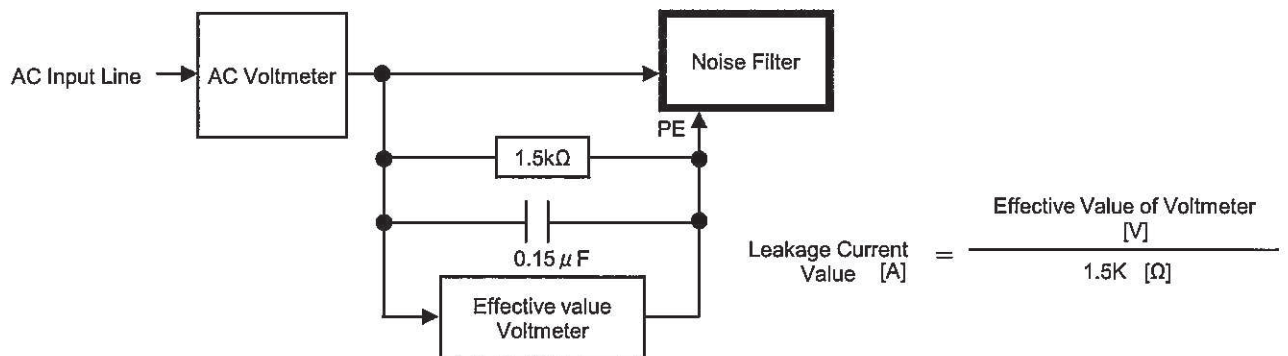 AC Input Line
AC Voltmeter
Noise Filter
PE
1.5kΩ
0.15μF
Effective value
Voltmeter
Leakage Current
Value [A]
=
Effective Value of Voltmeter
[V]
1.5K [Ω]